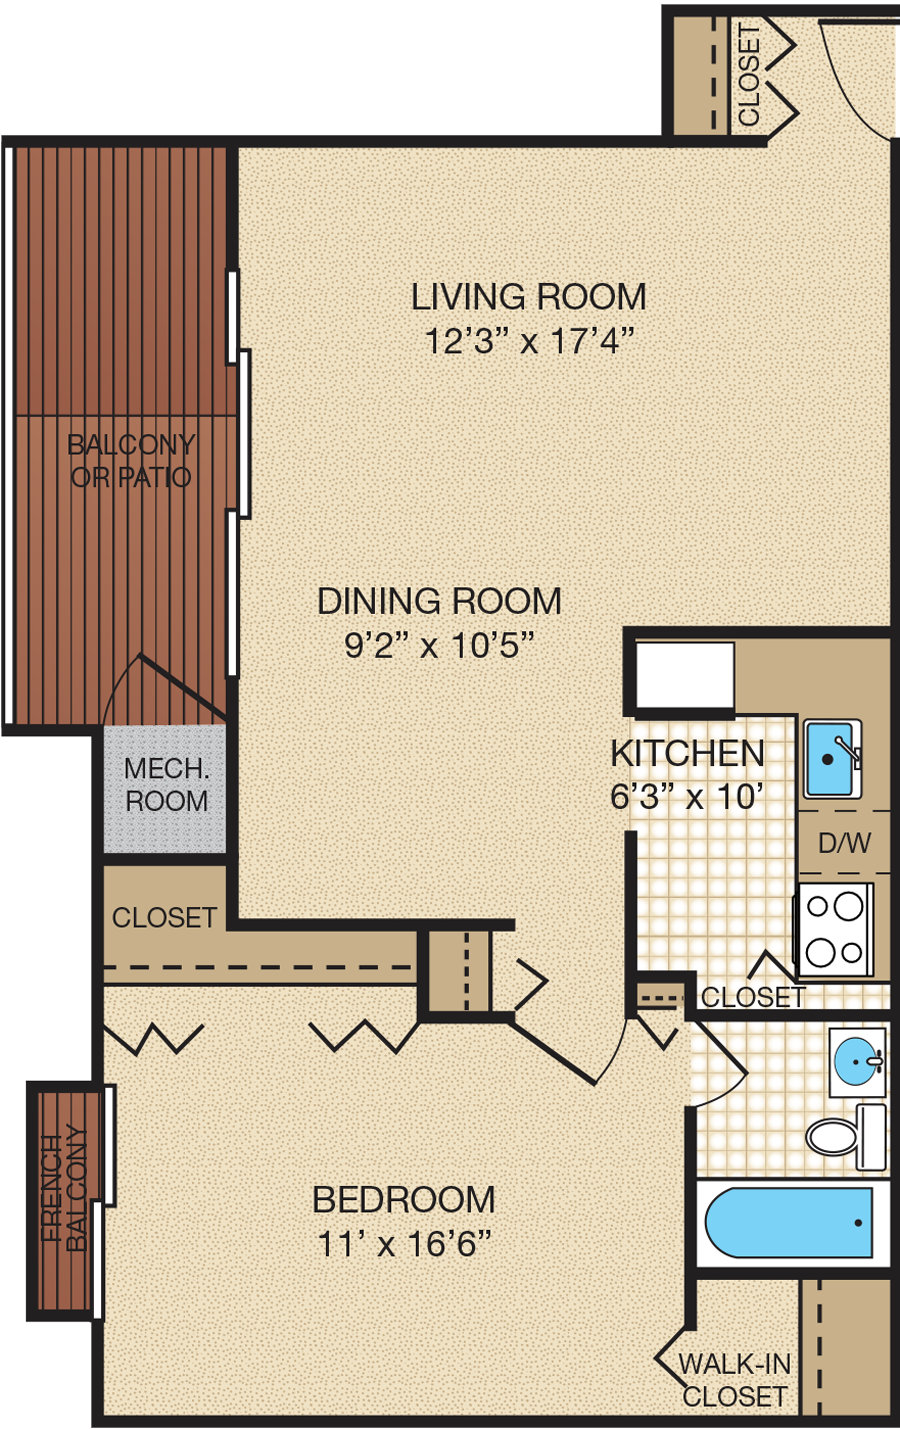 CLOSET
LIVING ROOM
12’3” x 17’4”
BALCONY
OR PATIO
DINING ROOM
9’2” x 10’5”
KITCHEN
6’3” x 10’
MECH.
ROOM
D/W
CLOSET
CLOSET
FRENCH
BALCONY
BEDROOM
11’ x 16’6”
WALK-IN
CLOSET